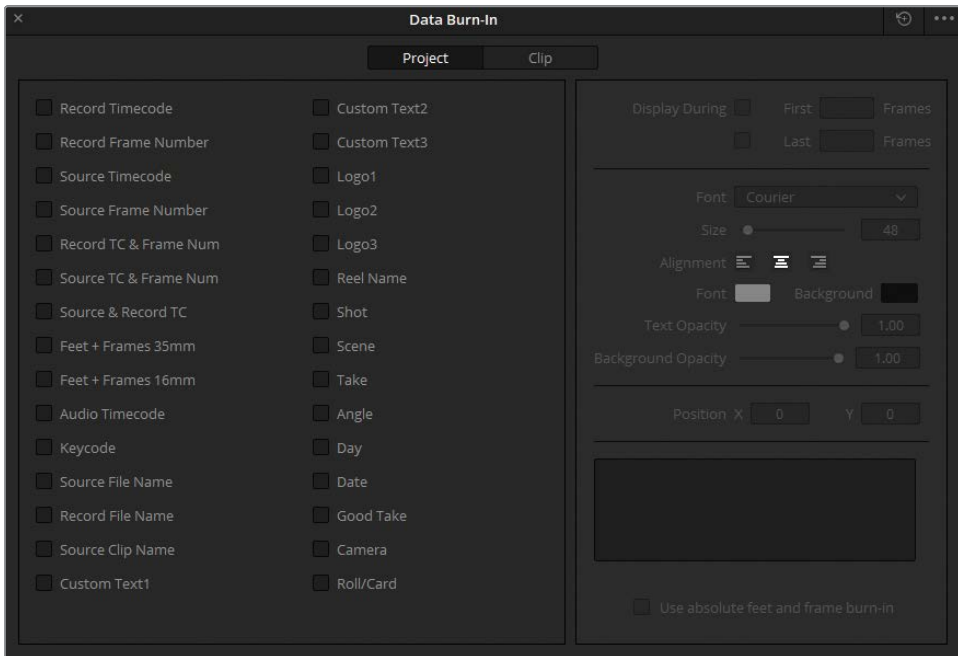 Data Burn-In
Project Clip
Record Timecode
Record Frame Number
Source Timecode
Source Frame Number
Record TC & Frame Num
Source TC & Frame Num
Source & Record TC
Feet + Frames 35mm
Feet + Frames 16mm
Audio Timecode
Keycode
Source File Name
Record File Name
Source Clip Name
Custom Text1
Custom Text2
Custom Text3
Logo1
Logo2
Logo3
Reel Name
Shot
Scene
Take
Angle
Day
Date
Good Take
Camera
Roll/Card
Display During First Frames
Last Frames
Font Courier
Size 48
Alignment
Font Background
Text Opacity 1.00
Background Opacity 1.00
Position X 0 Y 0
Use absolute feet and frame burn-in